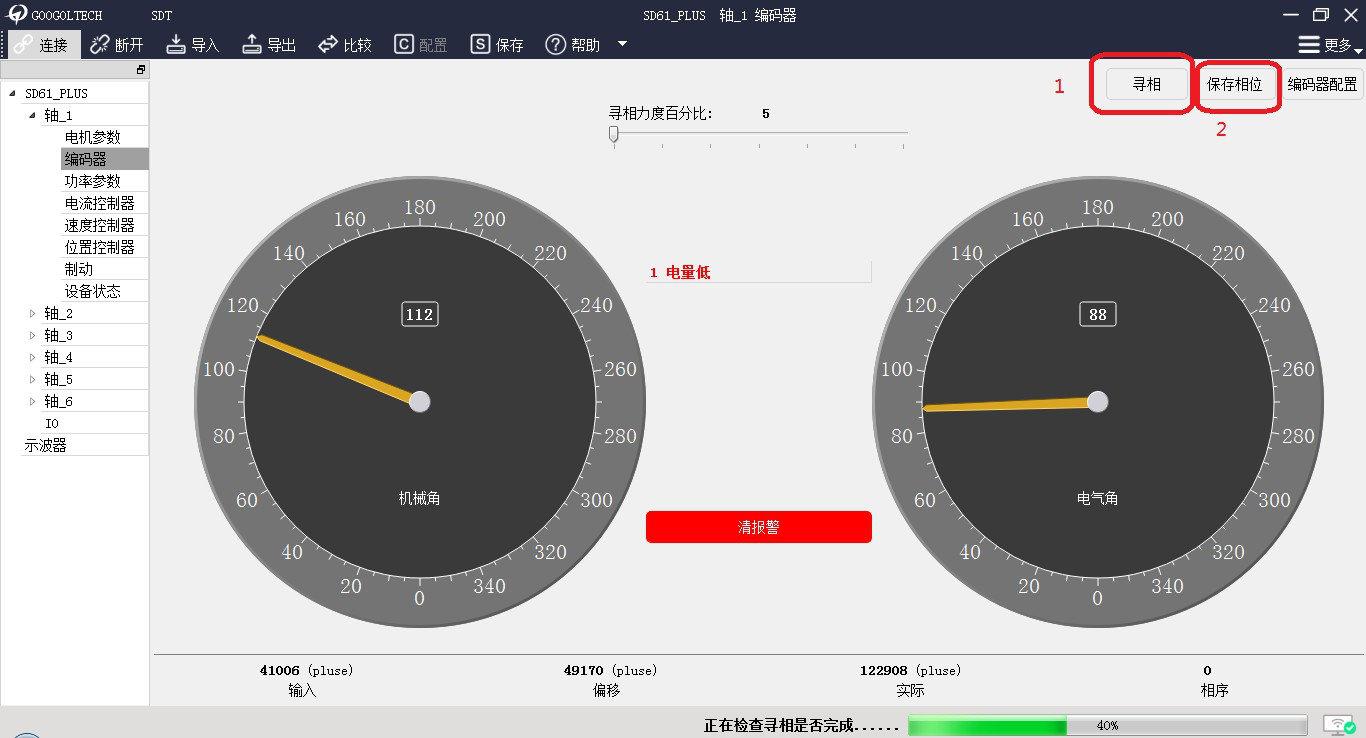 GOOGOLTECH SDT SD61_PLUS 轴_1 编码器
连接 断开 导入 导出 比较 C 配置 S 保存 ? 帮助 更多
1 寻相 保存相位 编码器配置
2
寻相力度百分比: 5
SD61_PLUS
轴_1
电机参数
编码器
功率参数
电流控制器
速度控制器
位置控制器
制动
设备状态
轴_2
轴_3
轴_4
轴_5
轴_6
IO
示波器
0 20 40 60 80 100 120 140 160 180 200 220 240 260 280 300 320 340
112
机械角
1 电量低
清报警
0 20 40 60 80 100 120 140 160 180 200 220 240 260 280 300 320 340
88
电气角
41006 (pluse) 49170 (pluse) 122908 (pluse) 0
输入 偏移 实际 相序
正在检查寻相是否完成...... 40%